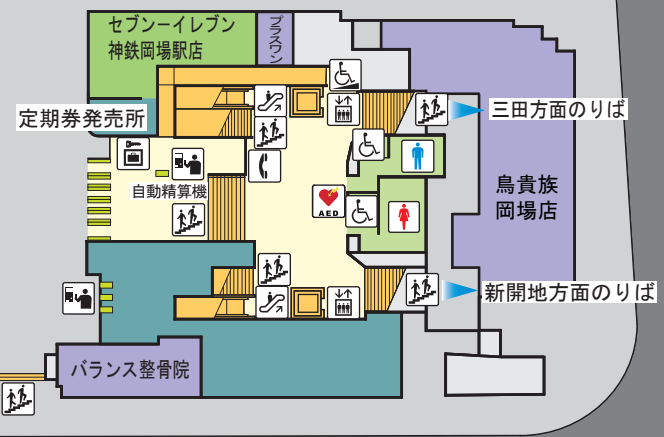 セブンーイレブン
神鉄岡場駅店
プラスワン
定期券発売所
三田方面のりば
自動精算機
鳥貴族
岡場店
AED
新開地方面のりば
バランス整骨院